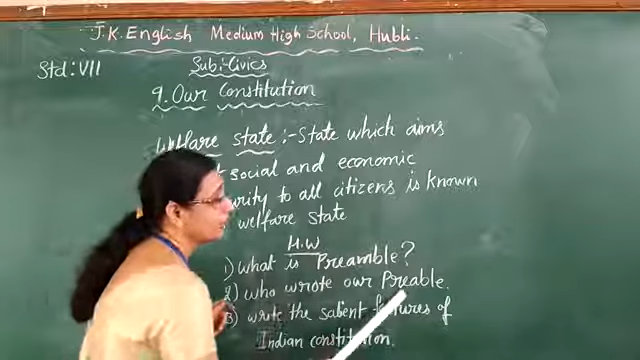 J.K. English Medium High School, Hubli.
Std:- VII
Sub:- Civics
9. Our Constitution
Welfare state :- State which aims
social and economic
to all citizens is known
welfare state
H.W
1) What is Preamble?
2) who wrote our Preable.
3) wrote the salient features of
Indian constitution.